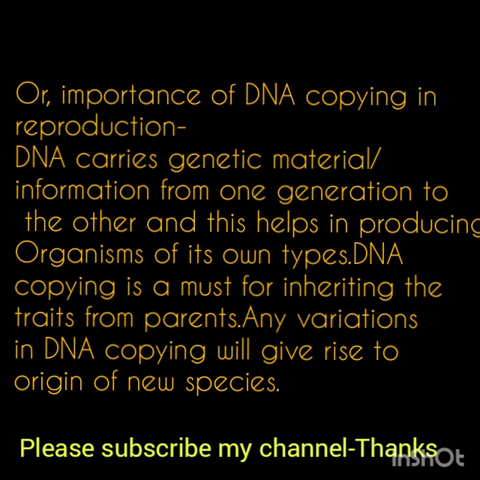 Or, importance of DNA copying in
reproduction-
DNA carries genetic material/
information from one generation to
the other and this helps in producing
Organisms of its own types.DNA
copying is a must for inheriting the
traits from parents.Any variations
in DNA copying will give rise to
origin of new species.
Please subscribe my channel-Thanks
InShOt